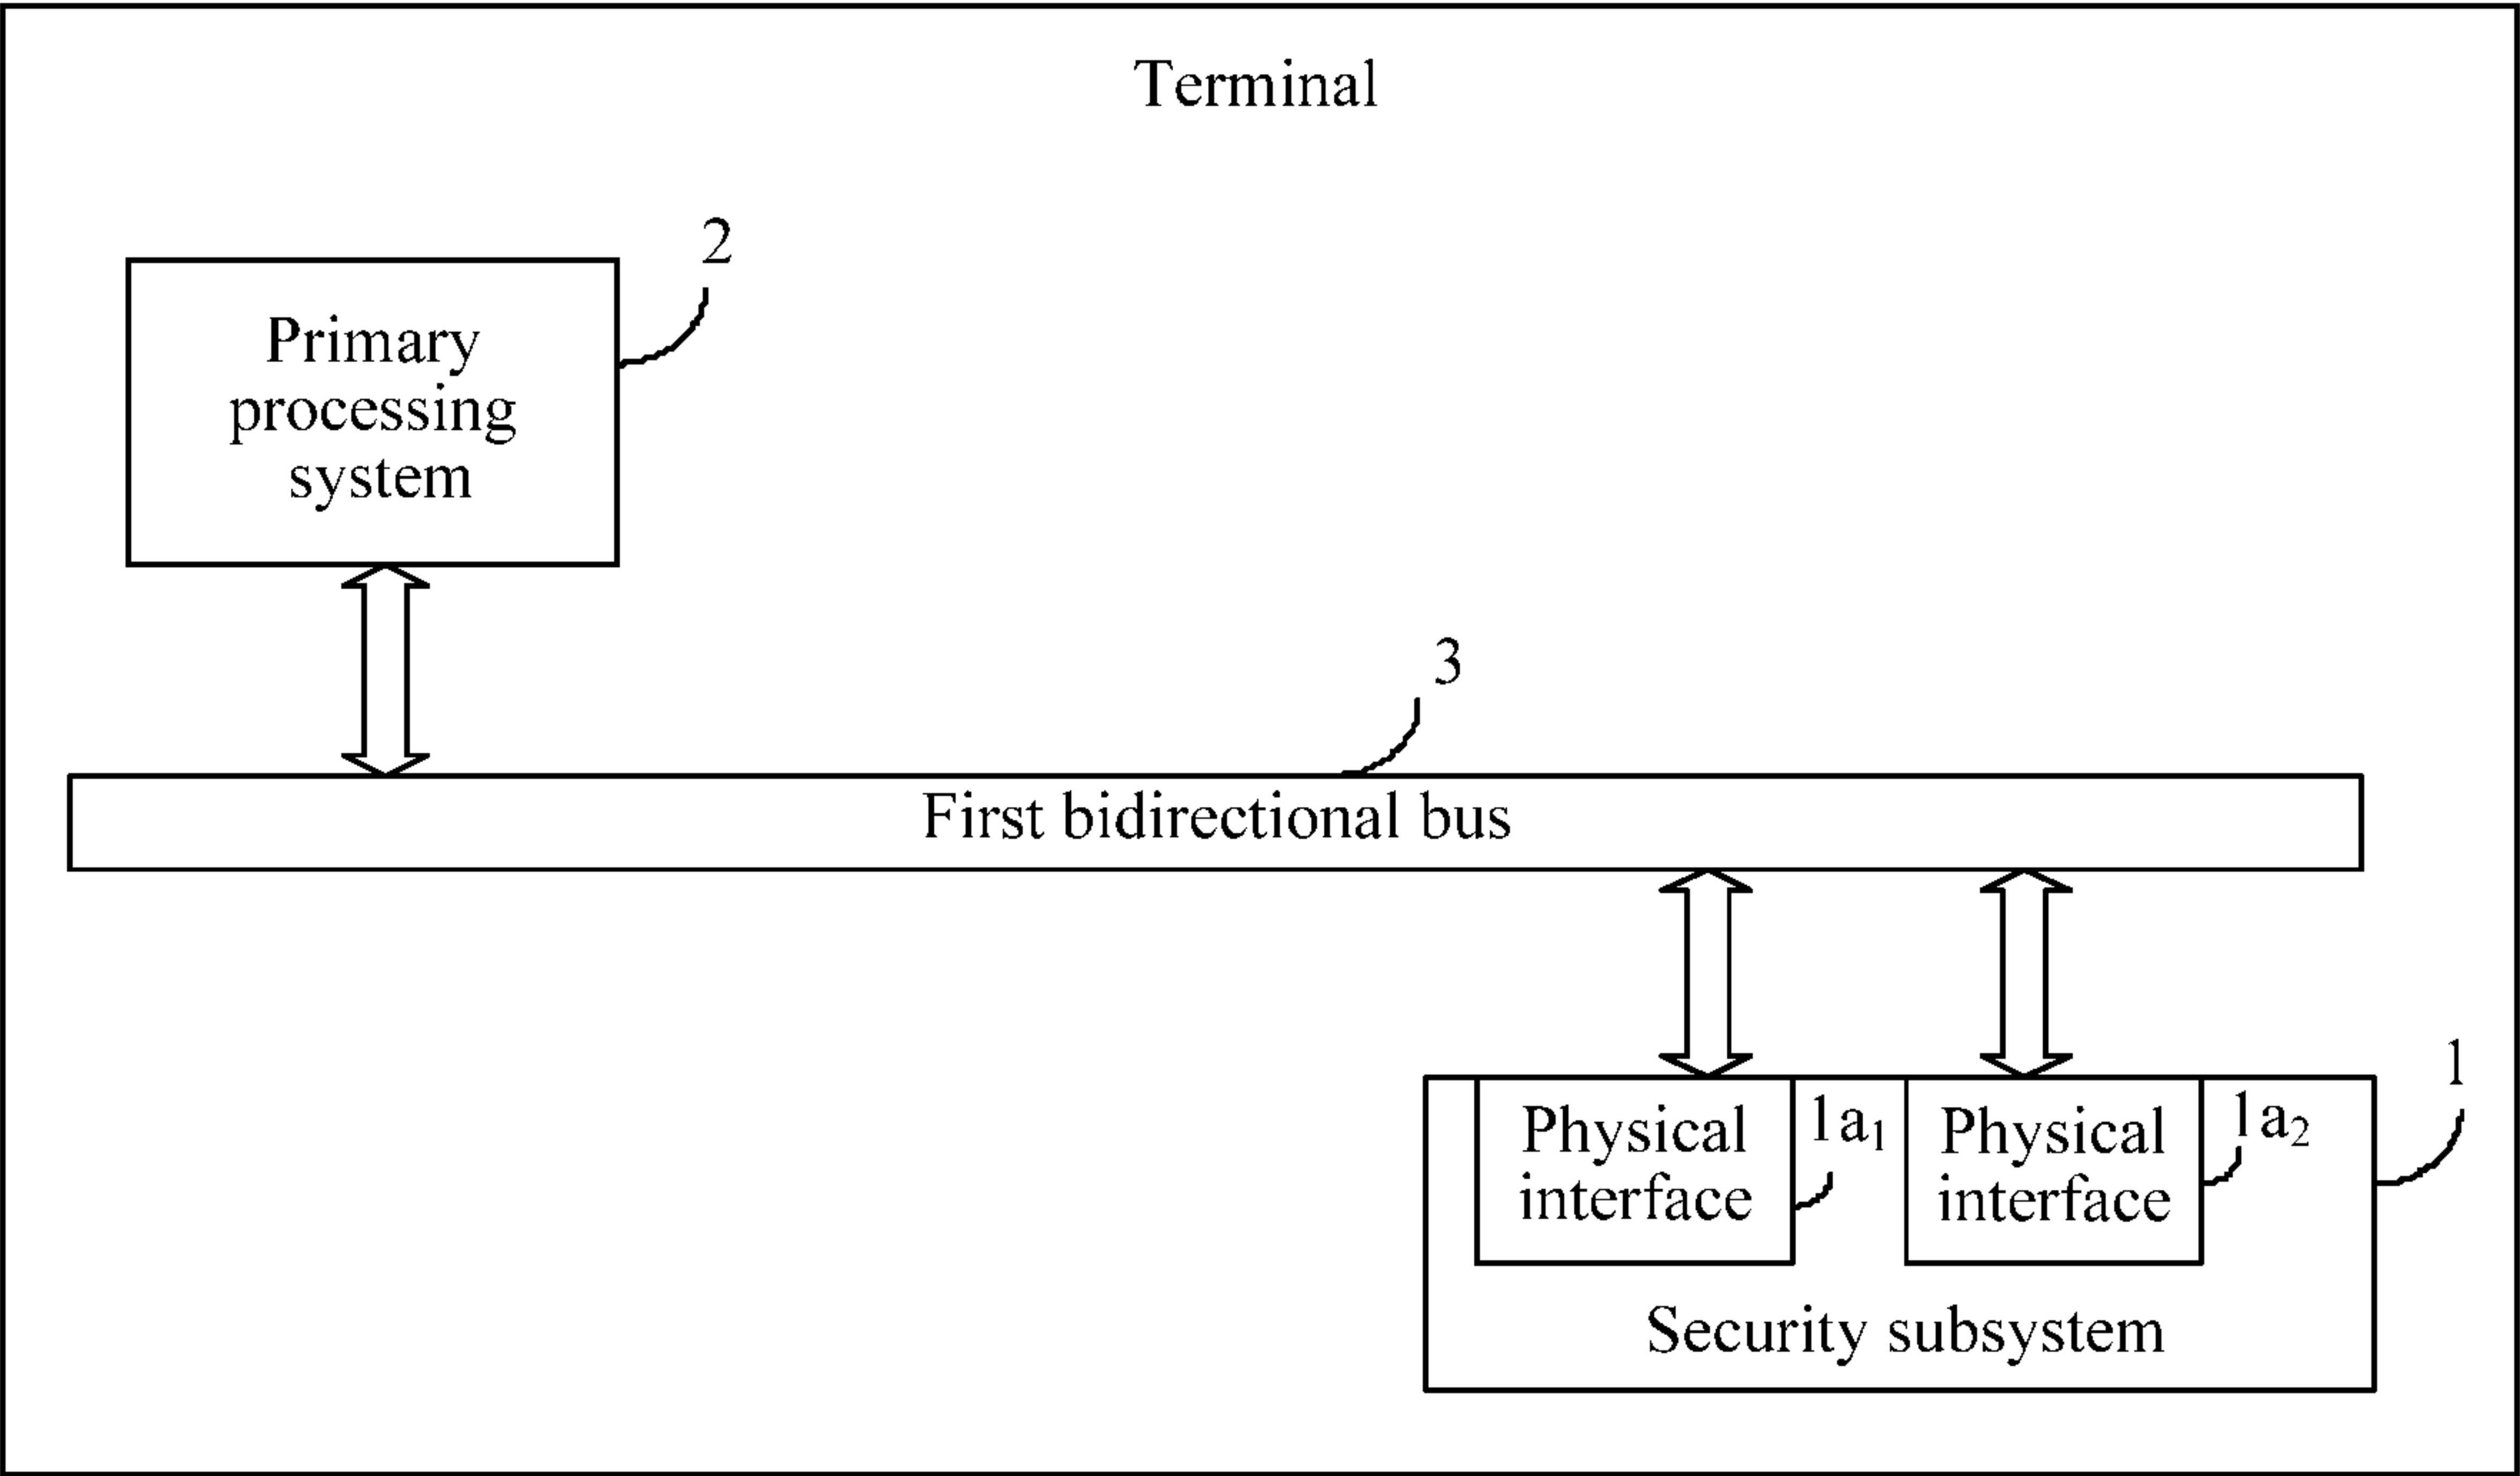 Terminal
2
Primary
processing
system
3
First bidirectional bus
1
Physical
interface
1a₁
Physical
interface
1a₂
Security subsystem